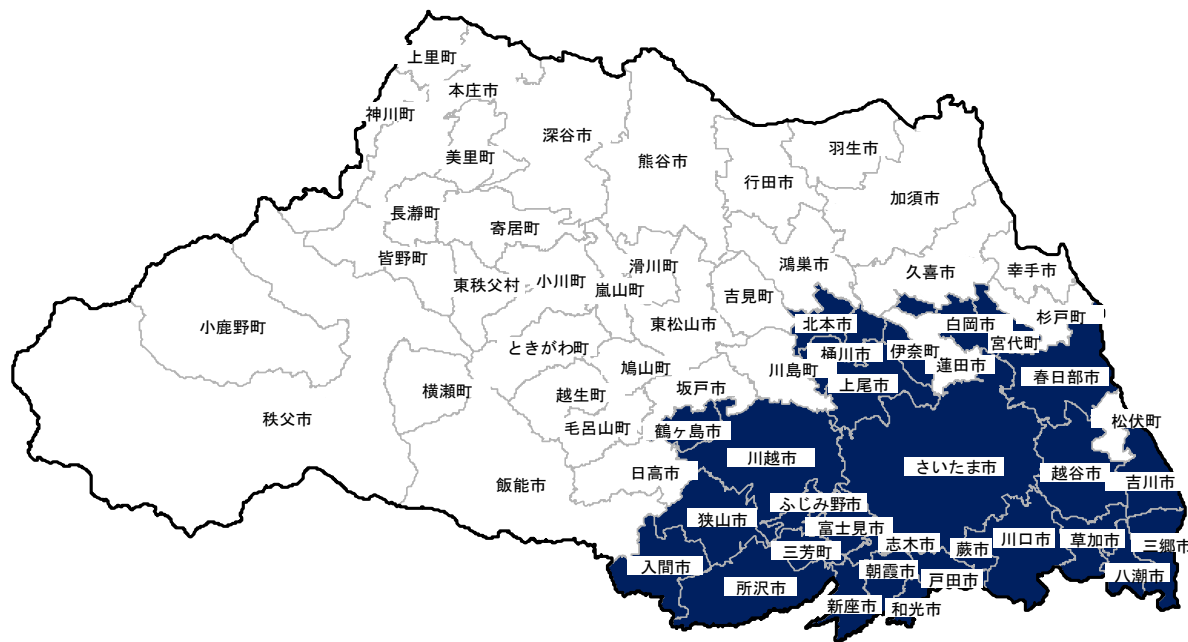 上里町
本庄市
神川町
深谷市
美里町
熊谷市
羽生市
行田市
加須市
長瀞町
寄居町
皆野町
東秩父村
小川町
滑川町
嵐山町
鴻巣市
久喜市
幸手市
吉見町
小鹿野町
東松山市
北本市
白岡市
杉戸町
ときがわ町
桶川市
伊奈町
宮代町
蓮田市
鳩山町
川島町
坂戸市
上尾市
春日部市
横瀬町
越生町
秩父市
毛呂山町
鶴ヶ島市
松伏町
川越市
さいたま市
日高市
越谷市
吉川市
飯能市
ふじみ野市
狭山市
富士見市
志木市
蕨市
川口市
草加市
三郷市
三芳町
入間市
朝霞市
戸田市
八潮市
所沢市
新座市
和光市